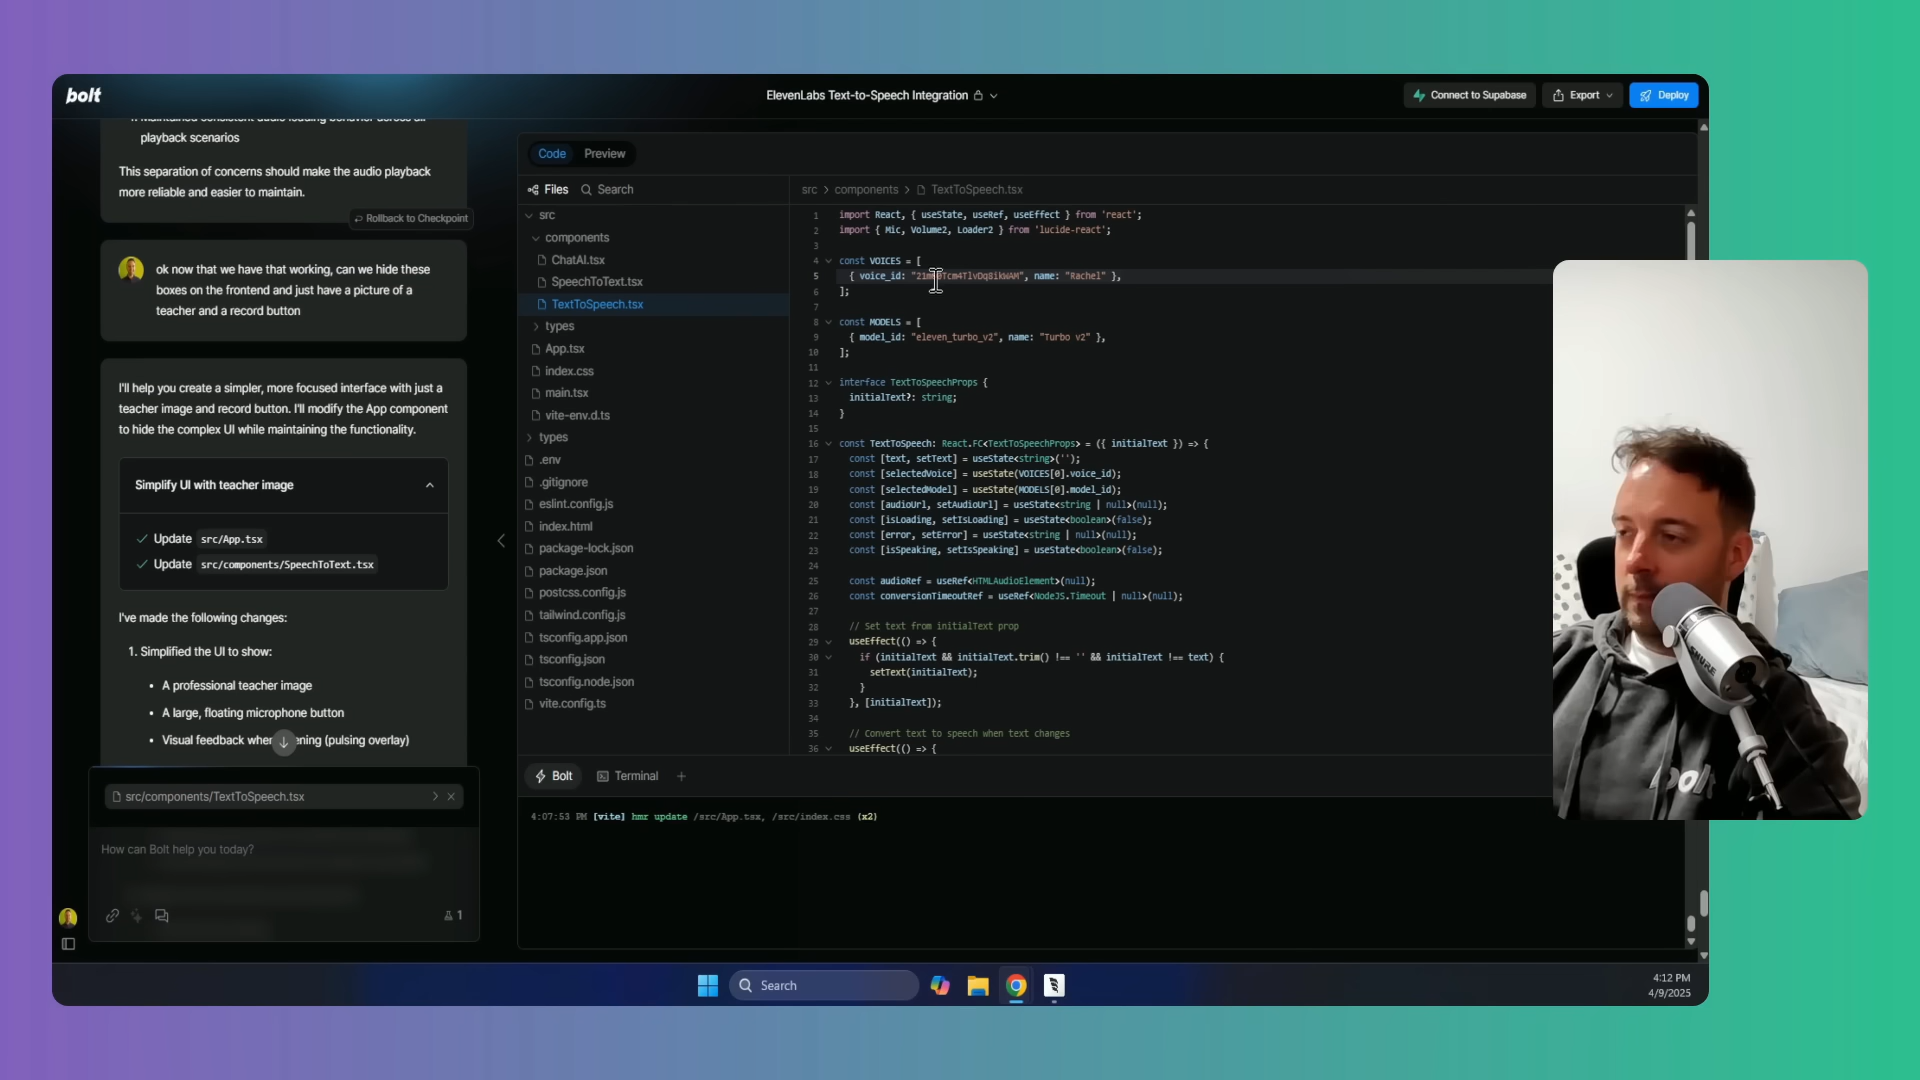 bolt
ElevenLabs Text-to-Speech Integration
Connect to Supabase
Export
Deploy
playback scenarios
This separation of concerns should make the audio playback
more reliable and easier to maintain.
Rollback to Checkpoint
ok now that we have that working, can we hide these
boxes on the frontend and just have a picture of a
teacher and a record button
I'll help you create a simpler, more focused interface with just a
teacher image and record button. I'll modify the App component
to hide the complex UI while maintaining the functionality.
Simplify UI with teacher image
Update src/App.tsx
Update src/components/SpeechToText.tsx
I've made the following changes:
1. Simplified the UI to show:
• A professional teacher image
• A large, floating microphone button
• Visual feedback when ening (pulsing overlay)
src/components/TextToSpeech.tsx
How can Bolt help you today?
1
Code Preview
Files Search
src
components
ChatAI.tsx
SpeechToText.tsx
TextToSpeech.tsx
types
App.tsx
index.css
main.tsx
vite-env.d.ts
types
.env
.gitignore
eslint.config.js
index.html
package-lock.json
package.json
postcss.config.js
tailwind.config.js
tsconfig.app.json
tsconfig.json
tsconfig.node.json
vite.config.ts
src > components > TextToSpeech.tsx
1 import React, { useState, useRef, useEffect } from 'react';
2 import { Mic, Volume2, Loader2 } from 'lucide-react';
3
4 const VOICES = [
5 { voice_id: name: "Rachel" },
6 ];
7
8 const MODELS = [
9 { model_id: "eleven_turbo_v2", name: "Turbo v2" },
10 ];
11
12 interface TextToSpeechProps {
13 initialText?: string;
14 }
15
16 const TextToSpeech: React.FC<TextToSpeechProps> = ({ initialText }) => {
17 const [text, setText] = useState<string>('');
18 const [selectedVoice] = useState(VOICES[0].voice_id);
19 const [selectedModel] = useState(MODELS[0].model_id);
20 const [audioUrl, setAudioUrl] = useState<string | null>(null);
21 const [isLoading, setIsLoading] = useState<boolean>(false);
22 const [error, setError] = useState<string | null>(null);
23 const [isSpeaking, setIsSpeaking] = useState<boolean>(false);
24
25 const audioRef = useRef<HTMLAudioElement>(null);
26 const conversionTimeoutRef = useRef<NodeJS.Timeout | null>(null);
27
28 // Set text from initialText prop
29 useEffect(() => {
30 if (initialText && initialText.trim() !== '' && initialText !== text) {
31 setText(initialText);
32 }
33 }, [initialText]);
34
35 // Convert text to speech when text changes
36 useEffect(() => {
Bolt Terminal +
4:07:53 PM [vite] hmr update /src/App.tsx, /src/index.css (x2)
SHURE
bolt
Search
4:12 PM
4/9/2025